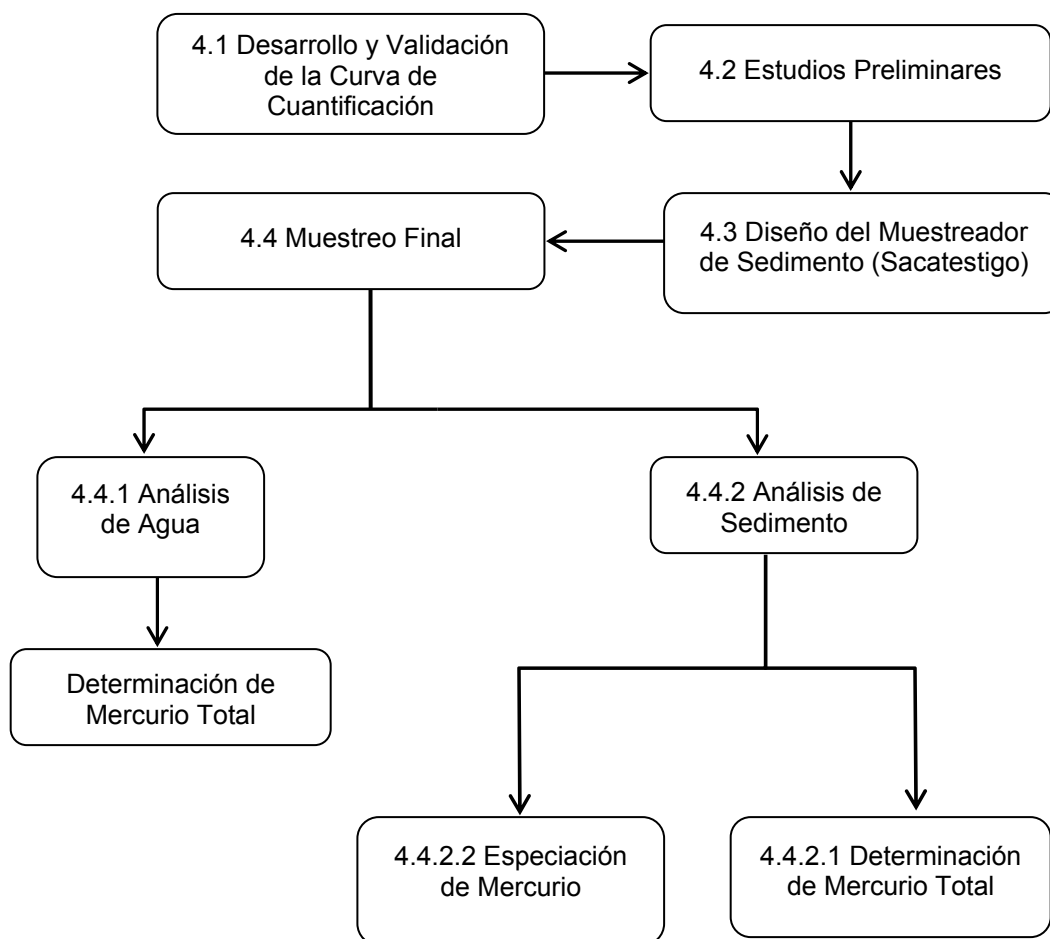 4.1 Desarrollo y Validación
de la Curva de
Cuantificación
4.2 Estudios Preliminares
4.3 Diseño del Muestreador
de Sedimento (Sacatestigo)
4.4 Muestreo Final
4.4.1 Análisis
de Agua
4.4.2 Análisis de
Sedimento
Determinación de
Mercurio Total
4.4.2.2 Especiación
de Mercurio
4.4.2.1 Determinación
de Mercurio Total